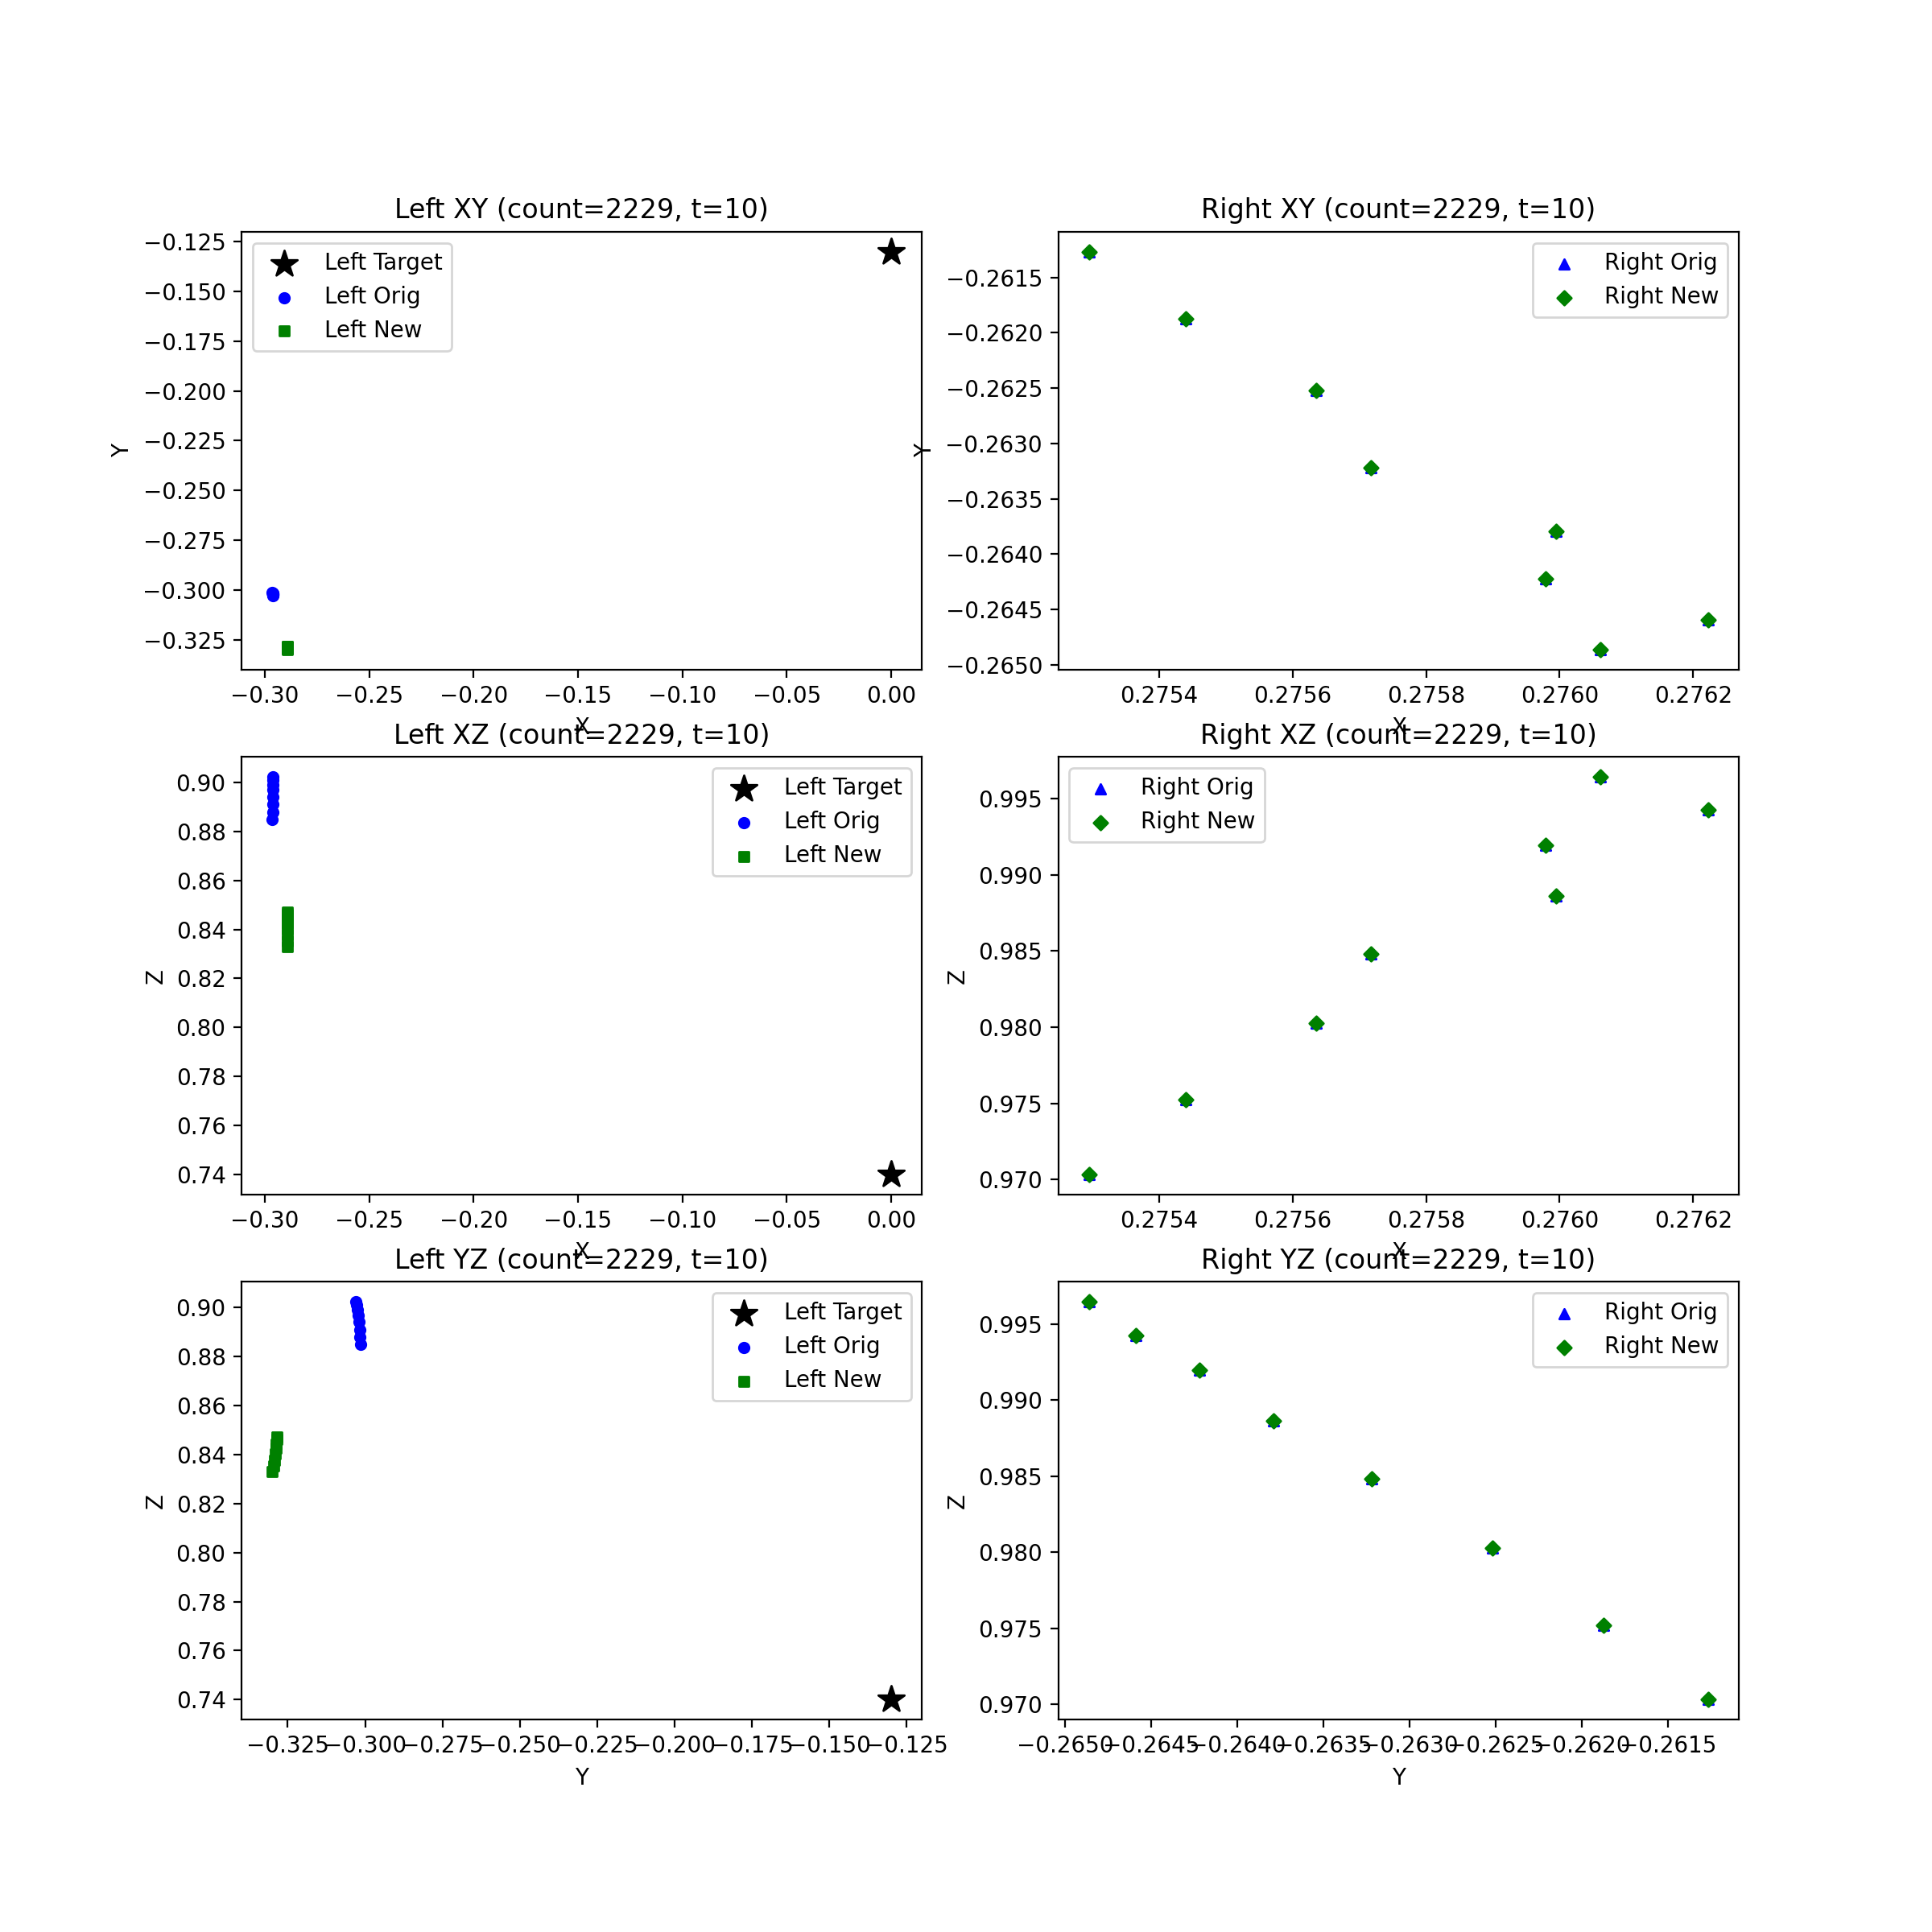 Left XY (count=2229, t=10)
−0.125
−0.150
−0.175
−0.200
−0.225
−0.250
−0.275
−0.300
−0.325
Y
Left Target
Left Orig
Left New
−0.30 −0.25 −0.20 −0.15 −0.10 −0.05 0.00
X
Right XY (count=2229, t=10)
−0.2615
−0.2620
−0.2625
−0.2630
−0.2635
−0.2640
−0.2645
−0.2650
Y
Right Orig
Right New
0.2754 0.2756 0.2758 0.2760 0.2762
X
Left XZ (count=2229, t=10)
0.90
0.88
0.86
0.84
0.82
0.80
0.78
0.76
0.74
Z
Left Target
Left Orig
Left New
−0.30 −0.25 −0.20 −0.15 −0.10 −0.05 0.00
X
Right XZ (count=2229, t=10)
0.995
0.990
0.985
0.980
0.975
0.970
Z
Right Orig
Right New
0.2754 0.2756 0.2758 0.2760 0.2762
X
Left YZ (count=2229, t=10)
0.90
0.88
0.86
0.84
0.82
0.80
0.78
0.76
0.74
Z
Left Target
Left Orig
Left New
−0.325 −0.300 −0.275 −0.250 −0.225 −0.200 −0.175 −0.150 −0.125
Y
Right YZ (count=2229, t=10)
0.995
0.990
0.985
0.980
0.975
0.970
Z
Right Orig
Right New
−0.2650 −0.2645 −0.2640 −0.2635 −0.2630 −0.2625 −0.2620 −0.2615
Y